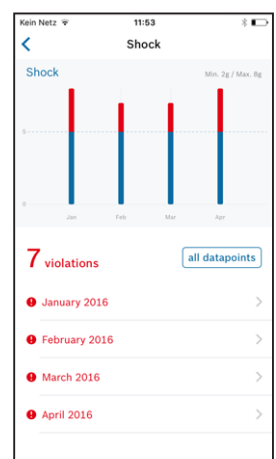 Kein Netz 11:53
Shock
Shock Min. 2g / Max. 8g
5
0
Jan Feb Mar Apr
7 violations all datapoints
January 2016
February 2016
March 2016
April 2016